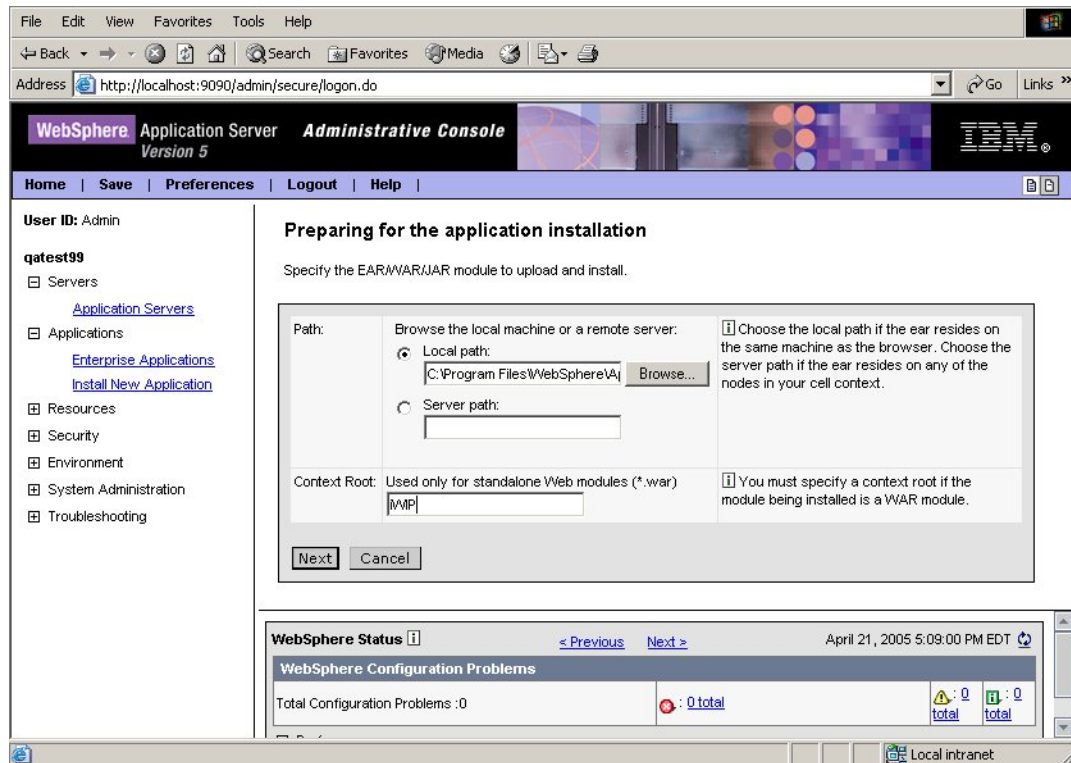 File Edit View Favorites Tools Help
Back Search Favorites Media
Address http://localhost:9090/admin/secure/logon.do Go Links »
WebSphere Application Server Administrative Console
Version 5
IBM®
Home | Save | Preferences | Logout | Help |
User ID: Admin
qatest99
Servers
Application Servers
Applications
Enterprise Applications
Install New Application
Resources
Security
Environment
System Administration
Troubleshooting
Preparing for the application installation
Specify the EAR/WAR/JAR module to upload and install.
Path:
Browse the local machine or a remote server:
Local path:
C:\Program Files\WebSphere\Ap Browse...
Server path:
Choose the local path if the ear resides on
the same machine as the browser. Choose the
server path if the ear resides on any of the
nodes in your cell context.
Context Root: Used only for standalone Web modules (*.war)
You must specify a context root if the
module being installed is a WAR module.
Next Cancel
WebSphere Status < Previous Next > April 21, 2005 5:09:00 PM EDT
WebSphere Configuration Problems
Total Configuration Problems :0 : 0 total : 0 total : 0 total
Local intranet